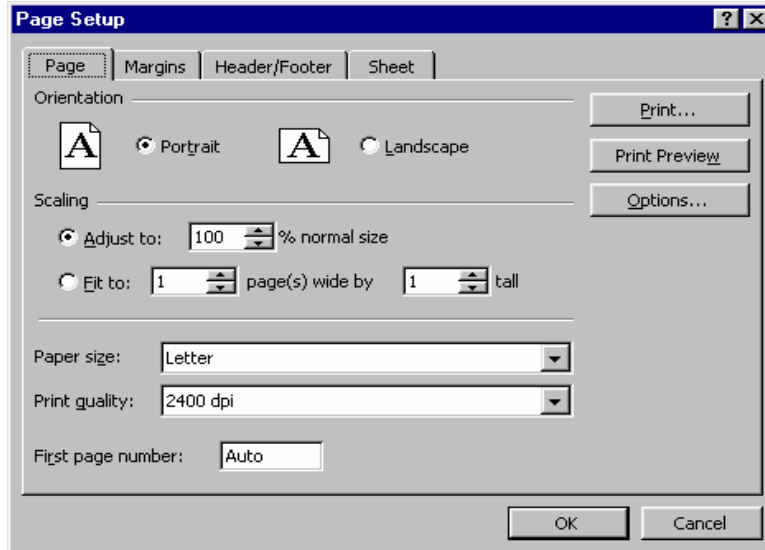 Page Setup
Page Margins Header/Footer Sheet
Orientation
Print...
A Portrait A Landscape
Print Preview
Scaling
Options...
Adjust to: 100 % normal size
Fit to: 1 page(s) wide by 1 tall
Paper size: Letter
Print quality: 2400 dpi
First page number: Auto
OK Cancel